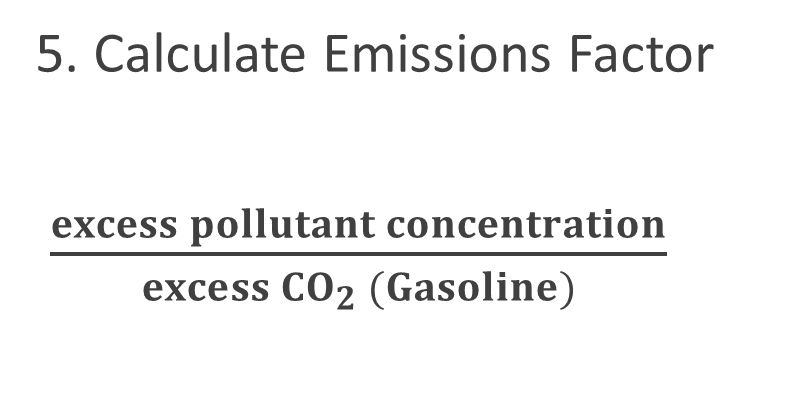 5. Calculate Emissions Factor
excess pollutant concentration
excess CO₂ (Gasoline)